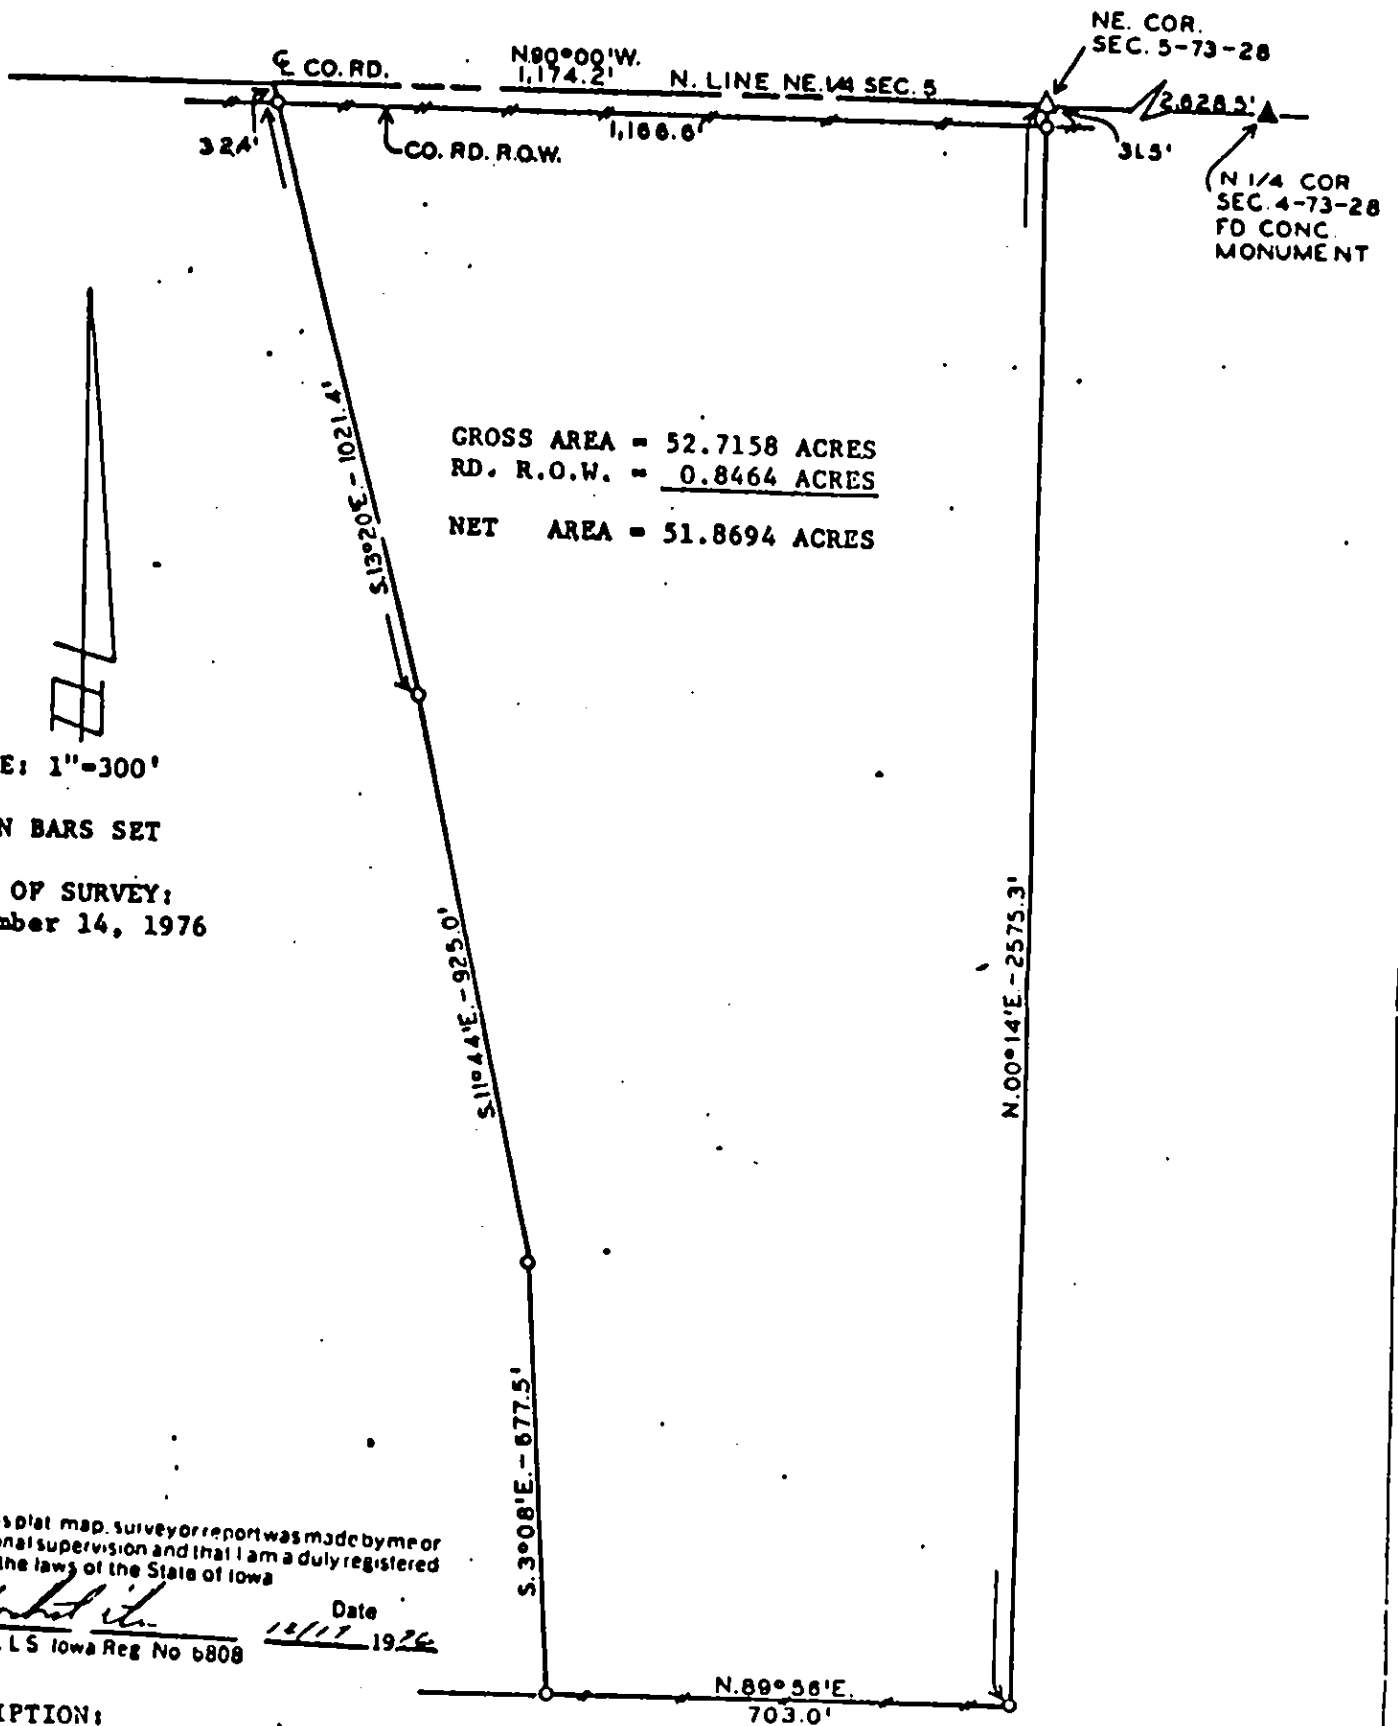 NE. COR.
SEC. 5-73-28
℄ CO. RD.
N.90°00'W.
1,174.2'
N. LINE NE.1/4 SEC. 5
2,628.5'
32.4'
CO. RD. R.O.W.
1,166.6'
31.5'
N 1/4 COR
SEC. 4-73-28
FD CONC.
MONUMENT
S.13°20'E.-1021.4'
GROSS AREA = 52.7158 ACRES
RD. R.O.W. = 0.8464 ACRES
NET AREA = 51.8694 ACRES
E: 1"=300'
N BARS SET
OF SURVEY:
mber 14, 1976
S.11°44'E.-925.0'
N.00°14'E.-2575.3'
S.3°08'E.-677.5'
s plat map, survey or report was made by me or
onal supervision and that I am a duly registered
the laws of the State of Iowa
Date
1976
L S Iowa Reg No 6808
N.89°56'E.
703.0'
IPTION: